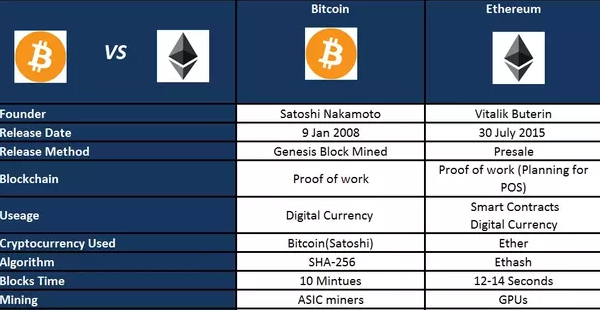 Bitcoin Ethereum
VS
Founder Satoshi Nakamoto Vitalik Buterin
Release Date 9 Jan 2008 30 July 2015
Release Method Genesis Block Mined Presale
Blockchain Proof of work Proof of work (Planning for
POS)
Useage Digital Currency Smart Contracts
Digital Currency
Cryptocurrency Used Bitcoin(Satoshi) Ether
Algorithm SHA-256 Ethash
Blocks Time 10 Mintues 12-14 Seconds
Mining ASIC miners GPUs